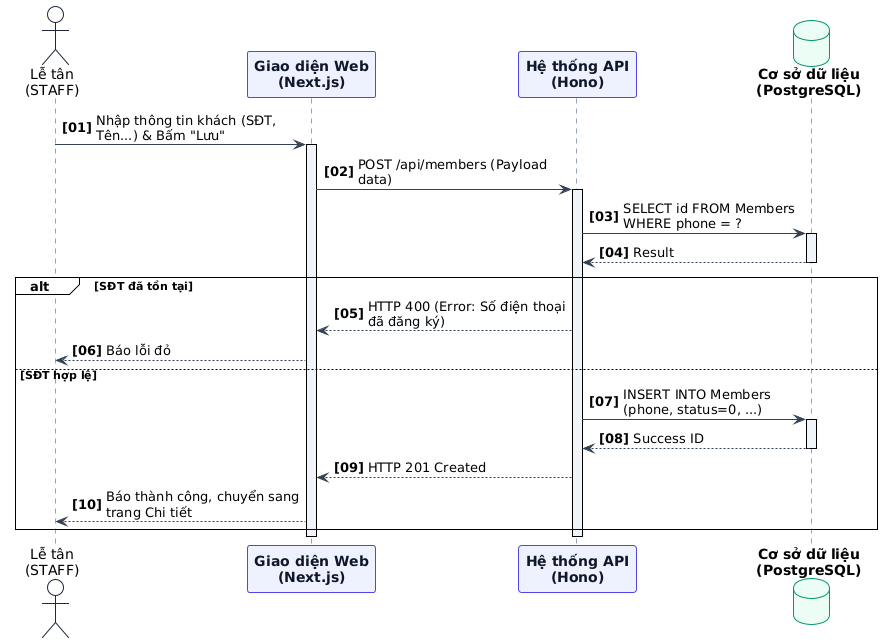 Lễ tân
(STAFF)
Giao diện Web
(Next.js)
Hệ thống API
(Hono)
Cơ sở dữ liệu
(PostgreSQL)
[01] Nhập thông tin khách (SĐT,
Tên...) & Bấm "Lưu"
[02] POST /api/members (Payload
data)
[03] SELECT id FROM Members
WHERE phone = ?
[04] Result
alt [SĐT đã tồn tại]
[05] HTTP 400 (Error: Số điện thoại
đã đăng ký)
[06] Báo lỗi đỏ
[SĐT hợp lệ]
[07] INSERT INTO Members
(phone, status=0, ...)
[08] Success ID
[09] HTTP 201 Created
[10] Báo thành công, chuyển sang
trang Chi tiết
Lễ tân
(STAFF)
Giao diện Web
(Next.js)
Hệ thống API
(Hono)
Cơ sở dữ liệu
(PostgreSQL)